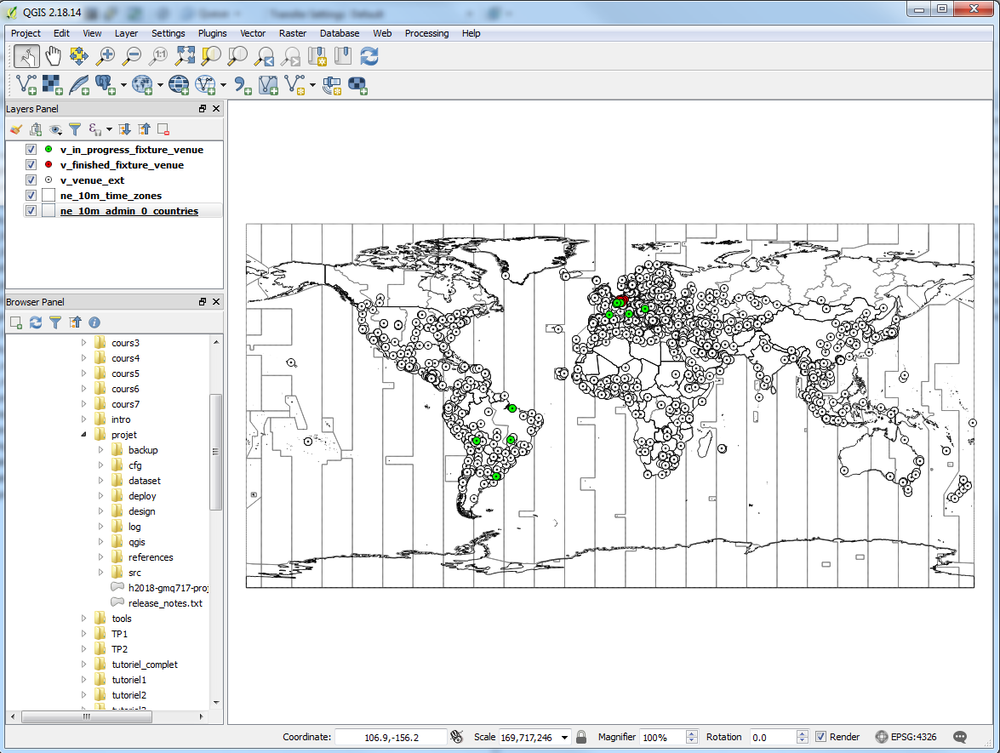 QGIS 2.18.14
Project Edit View Layer Settings Plugins Vector Raster Database Web Processing Help
1:1
Layers Panel
v_in_progress_fixture_venue
v_finished_fixture_venue
v_venue_ext
ne_10m_time_zones
ne_10m_admin_0_countries
Browser Panel
cours3
cours4
cours5
cours6
cours7
intro
projet
backup
cfg
dataset
deploy
design
log
qgis
references
src
h2018-gmq717-proj
release_notes.txt
tools
TP1
TP2
tutoriel_complet
tutoriel1
tutoriel2
Coordinate: 106.9,-156.2 Scale 169,717,246 Magnifier 100% Rotation 0.0 Render EPSG:4326